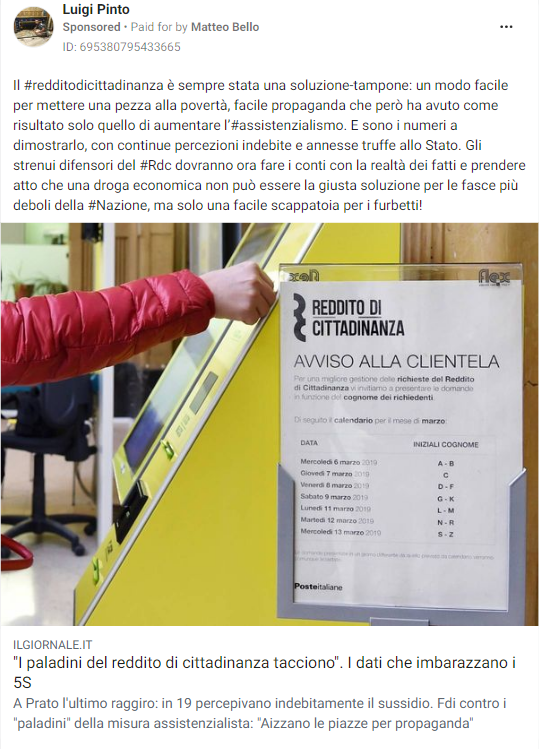 Luigi Pinto
Sponsored • Paid for by Matteo Bello
ID: 695380795433665
Il #redditodicittadinanza è sempre stata una soluzione-tampone: un modo facile
per mettere una pezza alla povertà, facile propaganda che però ha avuto come
risultato solo quello di aumentare l'#assistenzialismo. E sono i numeri a
dimostrarlo, con continue percezioni indebite e annesse truffe allo Stato. Gli
strenui difensori del #Rdc dovranno ora fare i conti con la realtà dei fatti e prendere
atto che una droga economica non può essere la giusta soluzione per le fasce più
deboli della #Nazione, ma solo una facile scappatoia per i furbetti!
flex
REDDITO DI
CITTADINANZA
AVVISO ALLA CLIENTELA
Per una migliore gestione delle richieste del Reddito
di Cittadinanza vi invitiamo a presentare le domande
in funzione del cognome dei richiedenti.
Di seguito il calendario per il mese di marzo:
DATA INIZIALI COGNOME
Mercoledì 6 marzo 2019 A - B
Giovedì 7 marzo 2019 C
Venerdì 8 marzo 2019 D - F
Sabato 9 marzo 2019 G - K
Lunedì 11 marzo 2019 L - M
Martedì 12 marzo 2019 N - R
Mercoledì 13 marzo 2019 S - Z
Posteitaliane
ILGIORNALE.IT
"I paladini del reddito di cittadinanza tacciono". I dati che imbarazzano i
5S
A Prato l'ultimo raggiro: in 19 percepivano indebitamente il sussidio. Fdi contro i
"paladini" della misura assistenzialista: "Aizzano le piazze per propaganda"